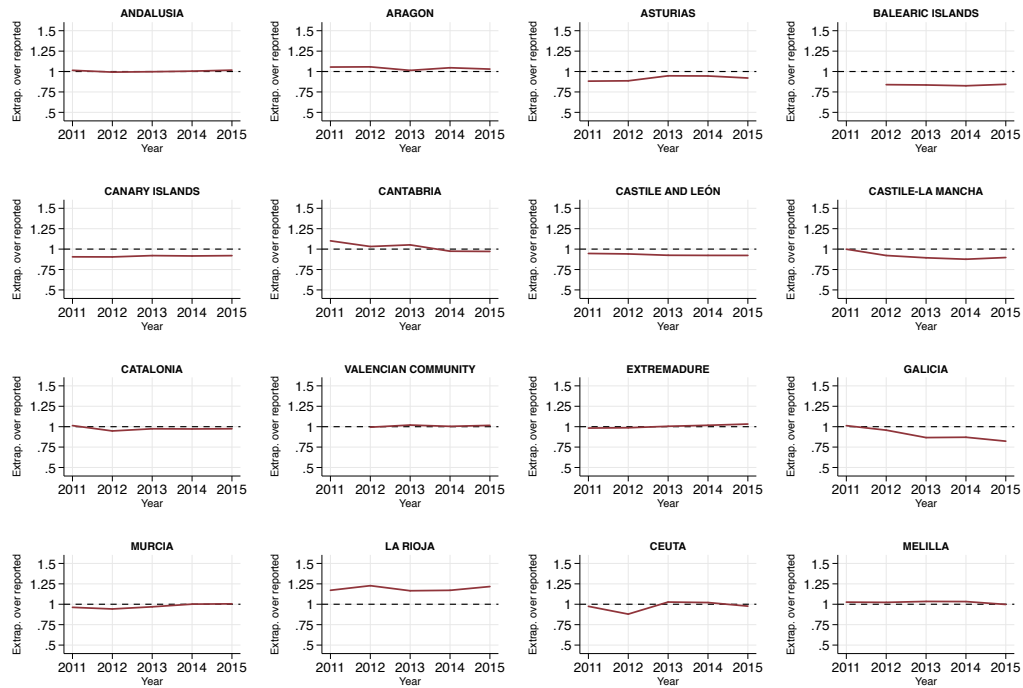 ANDALUSIA
Extrap. over reported
1.5
1.25
1
.75
.5
2011 2012 2013 2014 2015
Year
ARAGON
Extrap. over reported
1.5
1.25
1
.75
.5
2011 2012 2013 2014 2015
Year
ASTURIAS
Extrap. over reported
1.5
1.25
1
.75
.5
2011 2012 2013 2014 2015
Year
BALEARIC ISLANDS
Extrap. over reported
1.5
1.25
1
.75
.5
2011 2012 2013 2014 2015
Year
CANARY ISLANDS
Extrap. over reported
1.5
1.25
1
.75
.5
2011 2012 2013 2014 2015
Year
CANTABRIA
Extrap. over reported
1.5
1.25
1
.75
.5
2011 2012 2013 2014 2015
Year
CASTILE AND LEÓN
Extrap. over reported
1.5
1.25
1
.75
.5
2011 2012 2013 2014 2015
Year
CASTILE-LA MANCHA
Extrap. over reported
1.5
1.25
1
.75
.5
2011 2012 2013 2014 2015
Year
CATALONIA
Extrap. over reported
1.5
1.25
1
.75
.5
2011 2012 2013 2014 2015
Year
VALENCIAN COMMUNITY
Extrap. over reported
1.5
1.25
1
.75
.5
2011 2012 2013 2014 2015
Year
EXTREMADURE
Extrap. over reported
1.5
1.25
1
.75
.5
2011 2012 2013 2014 2015
Year
GALICIA
Extrap. over reported
1.5
1.25
1
.75
.5
2011 2012 2013 2014 2015
Year
MURCIA
Extrap. over reported
1.5
1.25
1
.75
.5
2011 2012 2013 2014 2015
Year
LA RIOJA
Extrap. over reported
1.5
1.25
1
.75
.5
2011 2012 2013 2014 2015
Year
CEUTA
Extrap. over reported
1.5
1.25
1
.75
.5
2011 2012 2013 2014 2015
Year
MELILLA
Extrap. over reported
1.5
1.25
1
.75
.5
2011 2012 2013 2014 2015
Year